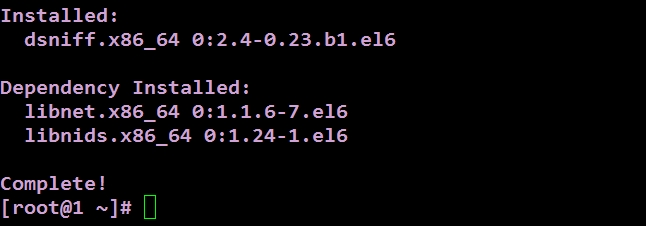 Installed:
  dsniff.x86_64 0:2.4-0.23.b1.el6
Dependency Installed:
  libnet.x86_64 0:1.1.6-7.el6
  libnids.x86_64 0:1.24-1.el6
Complete!
[root@1 ~]#